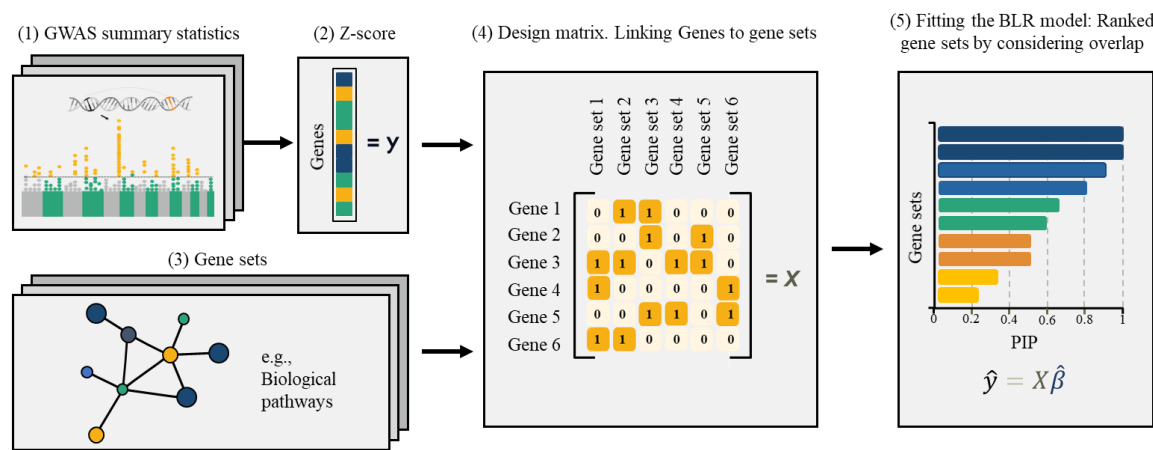 (1) GWAS summary statistics
(2) Z-score
Genes
= y
(3) Gene sets
e.g.,
Biological
pathways
(4) Design matrix. Linking Genes to gene sets
Gene set 1
Gene set 2
Gene set 3
Gene set 4
Gene set 5
Gene set 6
Gene 1 0 1 1 0 0 0
Gene 2 0 0 1 0 1 0
Gene 3 1 1 0 1 1 0
Gene 4 1 0 0 0 0 1
Gene 5 0 0 1 1 0 1
Gene 6 1 1 0 0 0 0
= X
(5) Fitting the BLR model: Ranked
gene sets by considering overlap
Gene sets
0 0.2 0.4 0.6 0.8 1
PIP
ŷ = Xβ̂